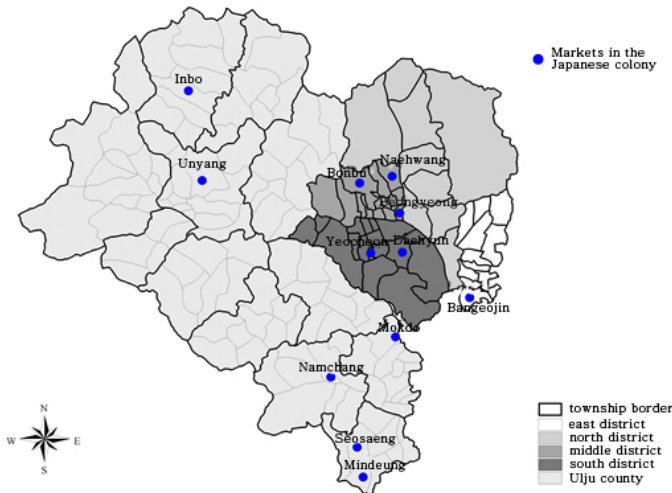 Markets in the
Japanese colony
Inbo
Unyang
Bonbu
Naehwang
Byungyeong
Yeocheon
Daehyun
Bangeojin
Mokdo
Namchang
Seosaeng
Mindeung
N
W
E
S
township border
east district
north district
middle district
south district
Ulju county